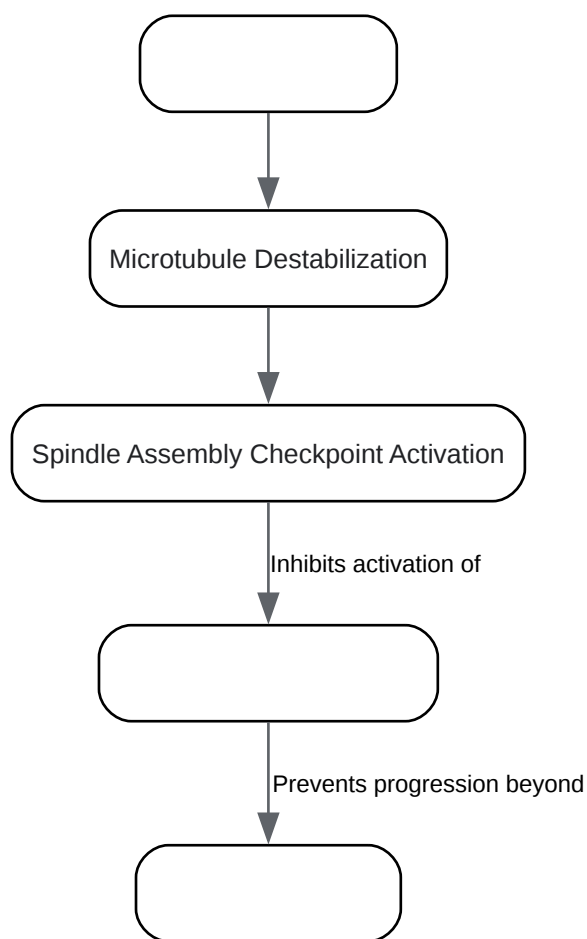 Microtubule Destabilization
Spindle Assembly Checkpoint Activation
Inhibits activation of
Prevents progression beyond